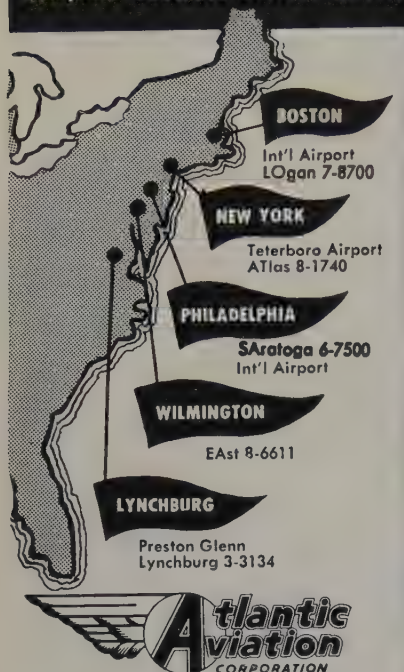 BOSTON
Int'l Airport
LOgan 7-8700
NEW YORK
Teterboro Airport
ATlas 8-1740
PHILADELPHIA
SAratoga 6-7500
Int'l Airport
WILMINGTON
EAst 8-6611
LYNCHBURG
Preston Glenn
Lynchburg 3-3134
Atlantic
Aviation
CORPORATION